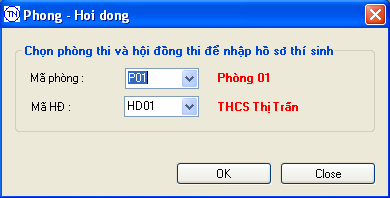 TN Phong - Hoi dong
Chọn phòng thi và hội đồng thi để nhập hồ sơ thí sinh
Mã phòng : P01 Phòng 01
Mã HĐ : HD01 THCS Thị Trấn
OK Close